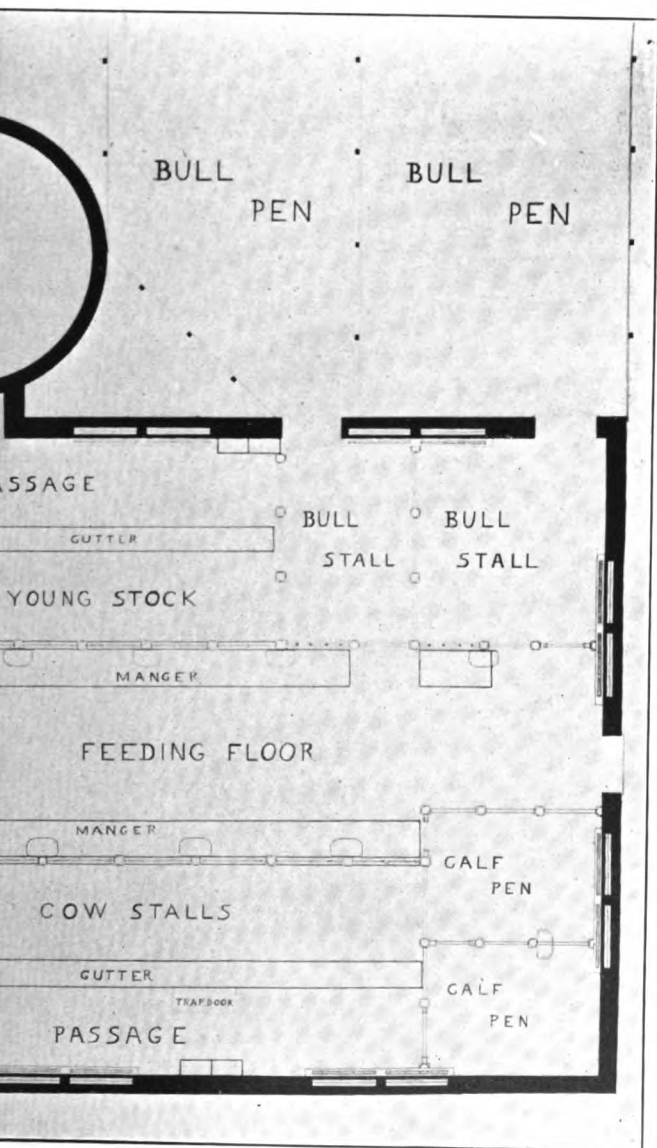 BULL
PEN
BULL
PEN
ASSAGE
GUTTER
BULL
STALL
BULL
STALL
YOUNG STOCK
MANGER
FEEDING FLOOR
MANGER
CALF
PEN
COW STALLS
GUTTER
TRAPDOOR
CALF
PEN
PASSAGE